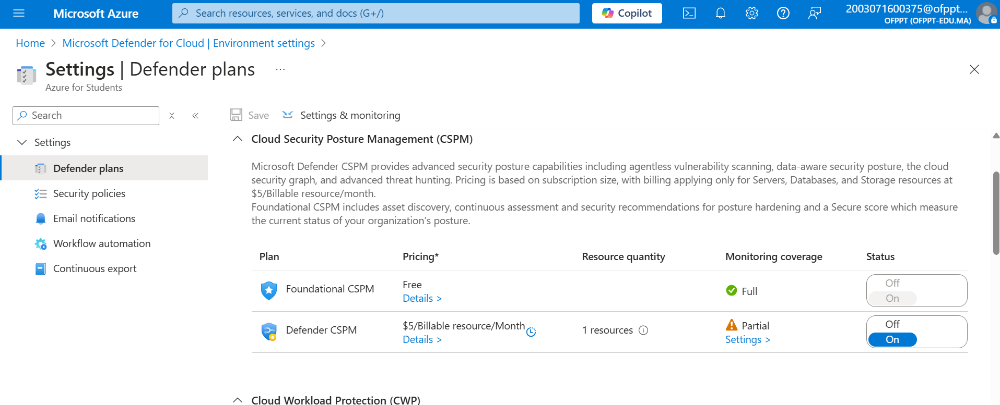 Microsoft Azure
Search resources, services, and docs (G+/)
Copilot
2003071600375@ofppt...
OFPPT (OFPPT-EDU.MA)
Home > Microsoft Defender for Cloud | Environment settings >
Settings | Defender plans ...
Azure for Students
Search
Settings
Defender plans
Security policies
Email notifications
Workflow automation
Continuous export
Save
Settings & monitoring
Cloud Security Posture Management (CSPM)
Microsoft Defender CSPM provides advanced security posture capabilities including agentless vulnerability scanning, data-aware security posture, the cloud
security graph, and advanced threat hunting. Pricing is based on subscription size, with billing applying only for Servers, Databases, and Storage resources at
$5/Billable resource/month.
Foundational CSPM includes asset discovery, continuous assessment and security recommendations for posture hardening and a Secure score which measure
the current status of your organization’s posture.
Plan Pricing* Resource quantity Monitoring coverage Status
Foundational CSPM
Free
Details >
Full
Off
On
Defender CSPM
$5/Billable resource/Month
Details >
1 resources
Partial
Settings >
Off
On
Cloud Workload Protection (CWP)